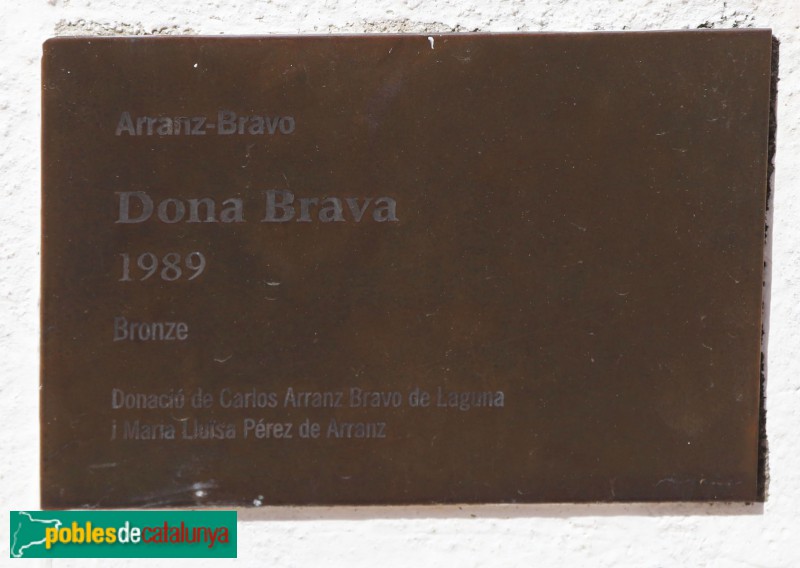 Arranz-Bravo
Dona Brava
1989
Bronze
Donació de Carlos Arranz Bravo de Laguna
i Maria Lluïsa Pérez de Arranz
poblesdecatalunya